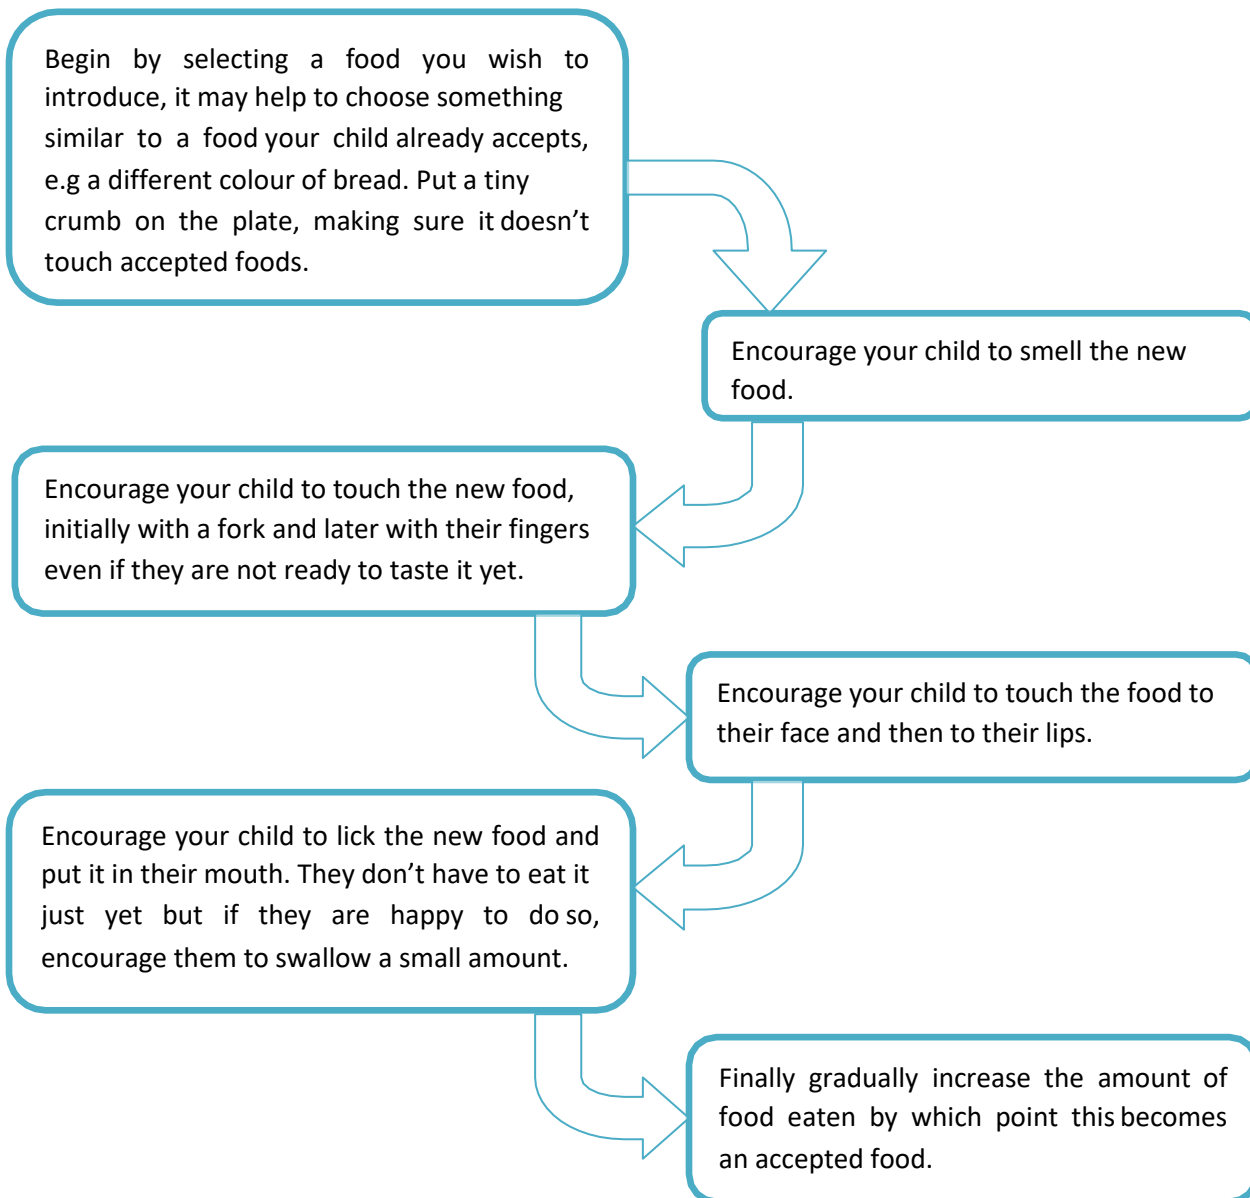 Begin by selecting a food you wish to
introduce, it may help to choose something
similar to a food your child already accepts,
e.g a different colour of bread. Put a tiny
crumb on the plate, making sure it doesn’t
touch accepted foods.
Encourage your child to smell the new
food.
Encourage your child to touch the new food,
initially with a fork and later with their fingers
even if they are not ready to taste it yet.
Encourage your child to touch the food to
their face and then to their lips.
Encourage your child to lick the new food and
put it in their mouth. They don’t have to eat it
just yet but if they are happy to do so,
encourage them to swallow a small amount.
Finally gradually increase the amount of
food eaten by which point this becomes
an accepted food.